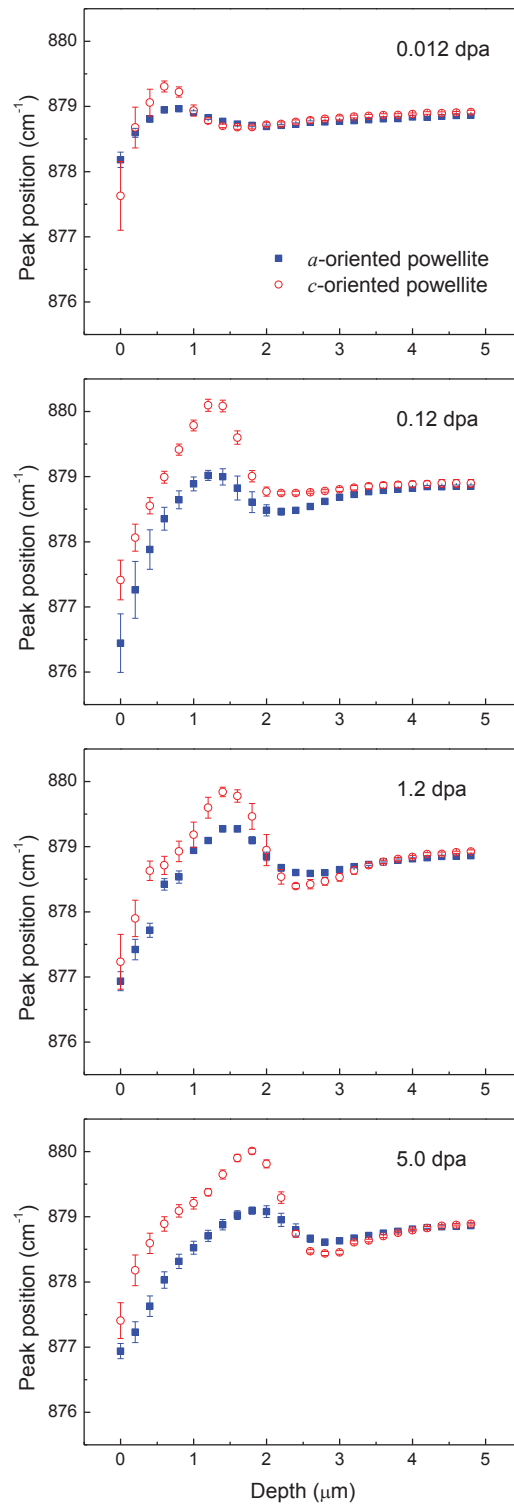 880
879
878
877
876
0 1 2 3 4 5
Peak position (cm⁻¹)
0.012 dpa
a-oriented powellite
c-oriented powellite
880
879
878
877
876
0 1 2 3 4 5
Peak position (cm⁻¹)
0.12 dpa
880
879
878
877
876
0 1 2 3 4 5
Peak position (cm⁻¹)
1.2 dpa
880
879
878
877
876
0 1 2 3 4 5
Peak position (cm⁻¹)
5.0 dpa
Depth (μm)